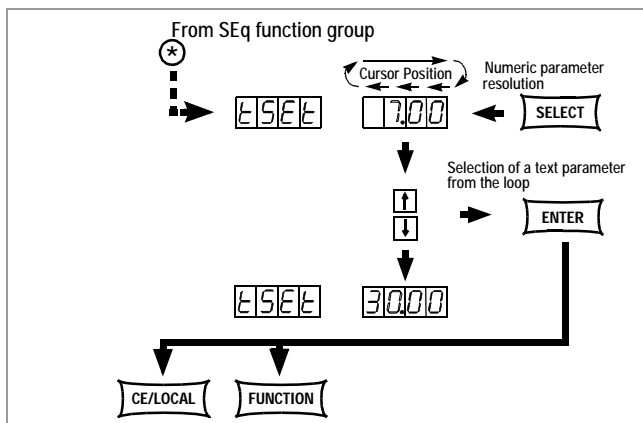 From SEq function group
*
Cursor Position
Numeric parameter
resolution
tSEt
7.00
SELECT
Selection of a text parameter
from the loop
↑
↓
ENTER
tSEt
30.00
CE/LOCAL
FUNCTION